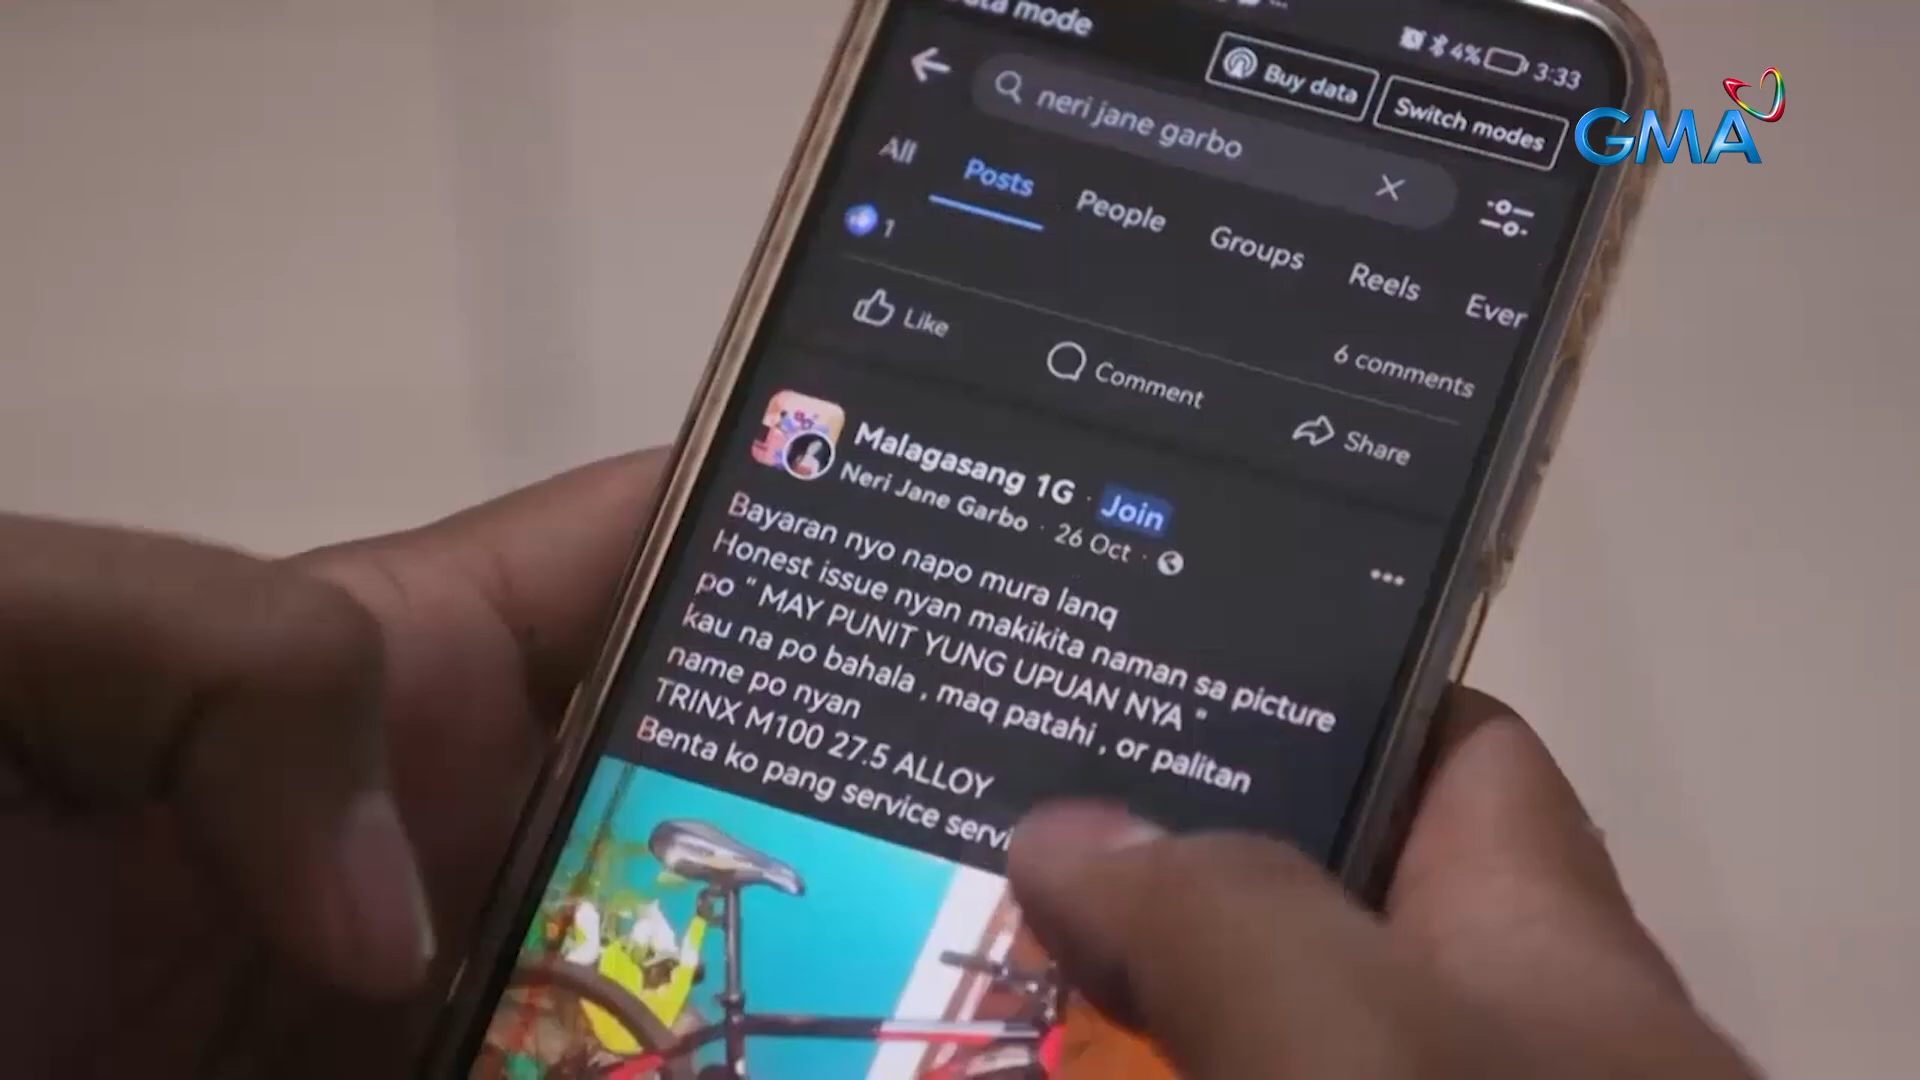 ata mode
4% 3:33
Buy data
Switch modes
GMA
neri jane garbo
All Posts People Groups Reels Ever
1
6 comments
Like Comment Share
Malagasang 1G · Join
Neri Jane Garbo · 26 Oct ·
Bayaran nyo napo mura lanq
Honest issue nyan makikita naman sa picture
po " MAY PUNIT YUNG UPUAN NYA "
kau na po bahala , maq patahi , or palitan
name po nyan
TRINX M100 27.5 ALLOY
Benta ko pang service servi